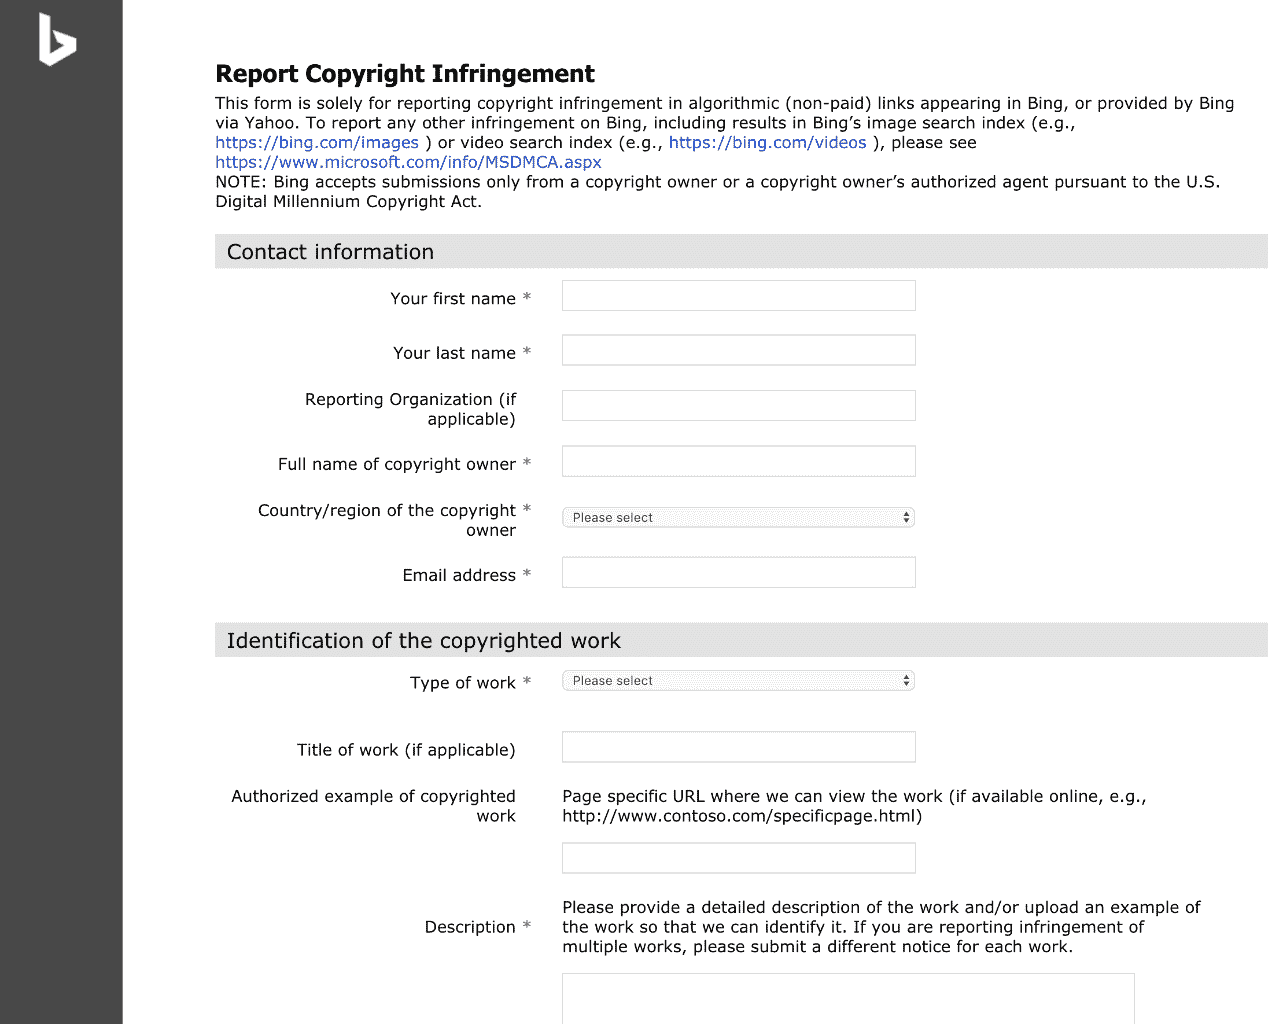 Report Copyright Infringement
This form is solely for reporting copyright infringement in algorithmic (non-paid) links appearing in Bing, or provided by Bing
via Yahoo. To report any other infringement on Bing, including results in Bing’s image search index (e.g.,
https://bing.com/images ) or video search index (e.g., https://bing.com/videos ), please see
https://www.microsoft.com/info/MSDMCA.aspx
NOTE: Bing accepts submissions only from a copyright owner or a copyright owner’s authorized agent pursuant to the U.S.
Digital Millennium Copyright Act.
Contact information
Your first name *
Your last name *
Reporting Organization (if
applicable)
Full name of copyright owner *
Country/region of the copyright *
owner
Please select
Email address *
Identification of the copyrighted work
Type of work *
Please select
Title of work (if applicable)
Authorized example of copyrighted
work
Page specific URL where we can view the work (if available online, e.g.,
http://www.contoso.com/specificpage.html)
Description *
Please provide a detailed description of the work and/or upload an example of
the work so that we can identify it. If you are reporting infringement of
multiple works, please submit a different notice for each work.